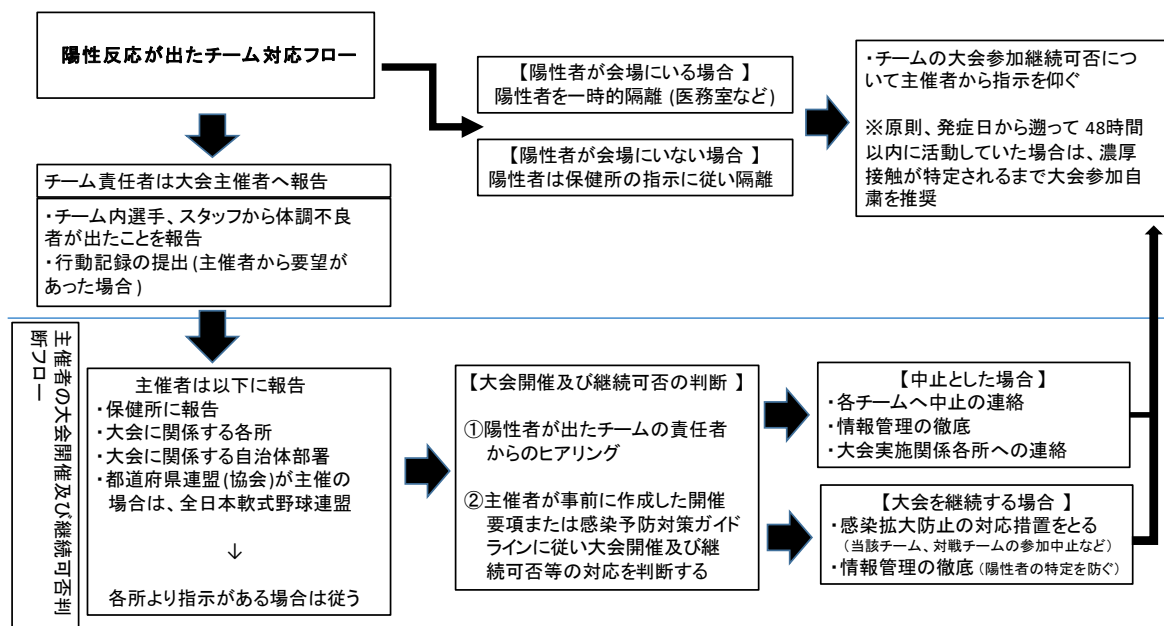 陽性反応が出たチーム対応フロー
【陽性者が会場にいる場合 】
陽性者を一時的隔離 (医務室など)
【陽性者が会場にいない場合 】
陽性者は保健所の指示に従い隔離
・チームの大会参加継続可否につ
いて主催者から指示を仰ぐ
※原則、発症日から遡って 48時間
以内に活動していた場合は、濃厚
接触が特定されるまで大会参加自
粛を推奨
チーム責任者は大会主催者へ報告
・チーム内選手、スタッフから体調不良
者が出たことを報告
・行動記録の提出 (主催者から要望が
あった場合 )
主催者の大会開催及び継続可否判
断フロー
主催者は以下に報告
・保健所に報告
・大会に関係する各所
・大会に関係する自治体部署
・都道府県連盟 (協会)が主催の
場合は、全日本軟式野球連盟
↓
各所より指示がある場合は従う
【大会開催及び継続可否の判断 】
①陽性者が出たチームの責任者
からのヒアリング
②主催者が事前に作成した開催
要項または感染予防対策ガイド
ラインに従い大会開催及び継
続可否等の対応を判断する
【中止とした場合 】
・各チームへ中止の連絡
・情報管理の徹底
・大会実施関係各所への連絡
【大会を継続する場合 】
・感染拡大防止の対応措置をとる
（当該チーム、対戦チームの参加中止など）
・情報管理の徹底 (陽性者の特定を防ぐ)